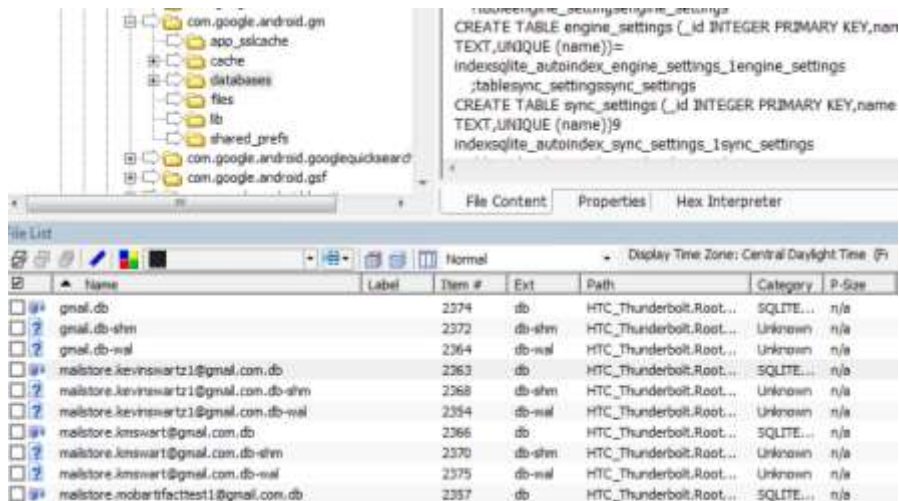 com.google.android.gm
app_sslcache
cache
databases
files
lib
shared_prefs
com.google.android.googlequicksearch
com.google.android.gsf
CREATE TABLE engine_settings (_id INTEGER PRIMARY KEY,nam
TEXT,UNIQUE (name))=
indexsqlite_autoindex_engine_settings_1engine_settings
;tablesync_settingssync_settings
CREATE TABLE sync_settings (_id INTEGER PRIMARY KEY,name
TEXT,UNIQUE (name))9
indexsqlite_autoindex_sync_settings_1sync_settings
File Content Properties Hex Interpreter
File List
Normal Display Time Zone: Central Daylight Time (Fr
Name Label Item # Ext Path Category P-Size
gmail.db 2374 db HTC_Thunderbolt.Root... SQLITE... n/a
gmail.db-shm 2372 db-shm HTC_Thunderbolt.Root... Unknown n/a
gmail.db-wal 2364 db-wal HTC_Thunderbolt.Root... Unknown n/a
mailstore.kevinswartz1@gmail.com.db 2363 db HTC_Thunderbolt.Root... SQLITE... n/a
mailstore.kevinswartz1@gmail.com.db-shm 2368 db-shm HTC_Thunderbolt.Root... Unknown n/a
mailstore.kevinswartz1@gmail.com.db-wal 2354 db-wal HTC_Thunderbolt.Root... Unknown n/a
mailstore.kmswart@gmail.com.db 2366 db HTC_Thunderbolt.Root... SQLITE... n/a
mailstore.kmswart@gmail.com.db-shm 2370 db-shm HTC_Thunderbolt.Root... Unknown n/a
mailstore.kmswart@gmail.com.db-wal 2375 db-wal HTC_Thunderbolt.Root... Unknown n/a
mailstore.mobartifacttest1@gmail.com.db 2357 db HTC_Thunderbolt.Root... SQLITE... n/a